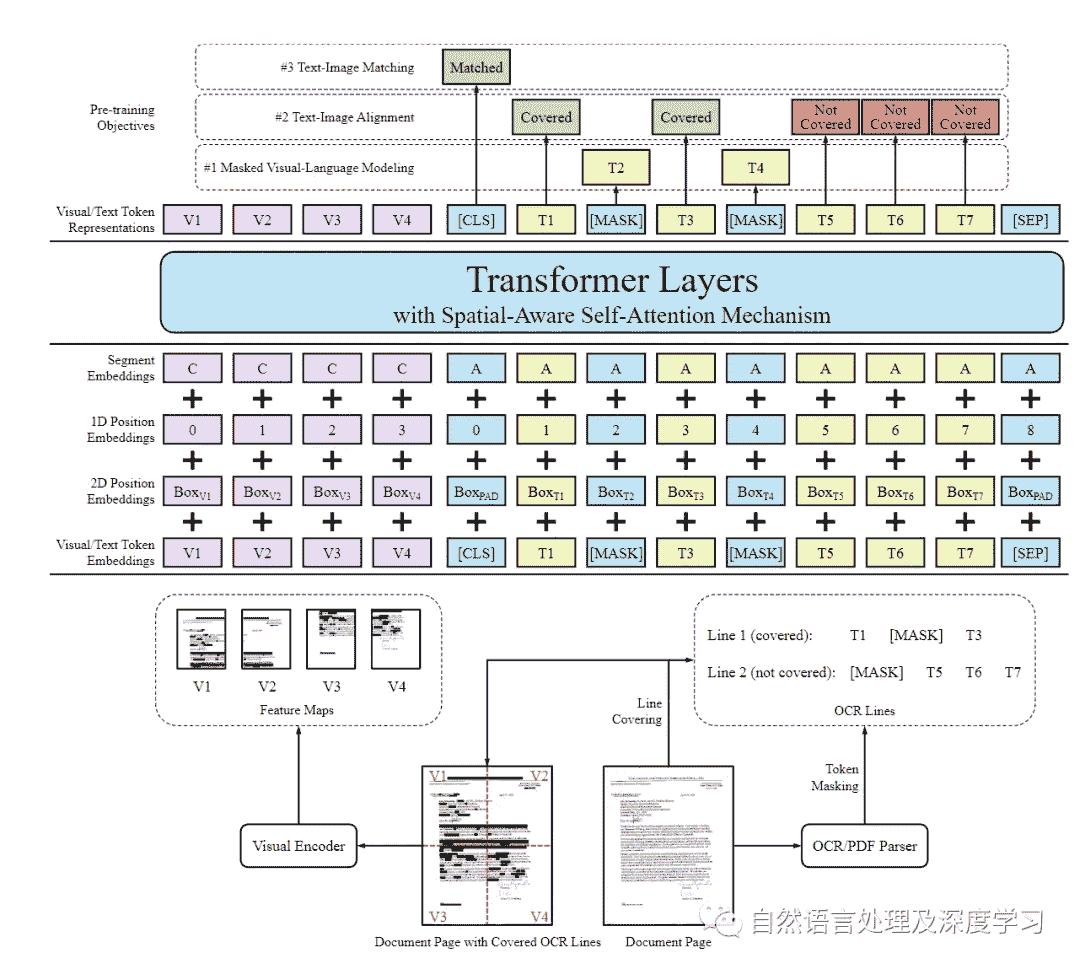 #3 Text-Image Matching Matched
Pre-training
Objectives
#2 Text-Image Alignment Covered Covered Not Covered Not Covered Not Covered
#1 Masked Visual-Language Modeling T2 T4
Visual/Text Token
Representations
V1 V2 V3 V4 [CLS] T1 [MASK] T3 [MASK] T5 T6 T7 [SEP]
Transformer Layers
with Spatial-Aware Self-Attention Mechanism
Segment
Embeddings
C C C C A A A A A A A A A
+ + + + + + + + + + + + +
1D Position
Embeddings
0 1 2 3 0 1 2 3 4 5 6 7 8
+ + + + + + + + + + + + +
2D Position
Embeddings
BoxV1 BoxV2 BoxV3 BoxV4 BoxPAD BoxT1 BoxT2 BoxT3 BoxT4 BoxT5 BoxT6 BoxT7 BoxPAD
+ + + + + + + + + + + + +
Visual/Text Token
Embeddings
V1 V2 V3 V4 [CLS] T1 [MASK] T3 [MASK] T5 T6 T7 [SEP]
V1 V2 V3 V4
Feature Maps
Line 1 (covered): T1 [MASK] T3
Line 2 (not covered): [MASK] T5 T6 T7
OCR Lines
Line
Covering
Token
Masking
V1 V2
Visual Encoder
OCR/PDF Parser
V3 V4
Document Page with Covered OCR Lines
Document Page
自然语言处理及深度学习